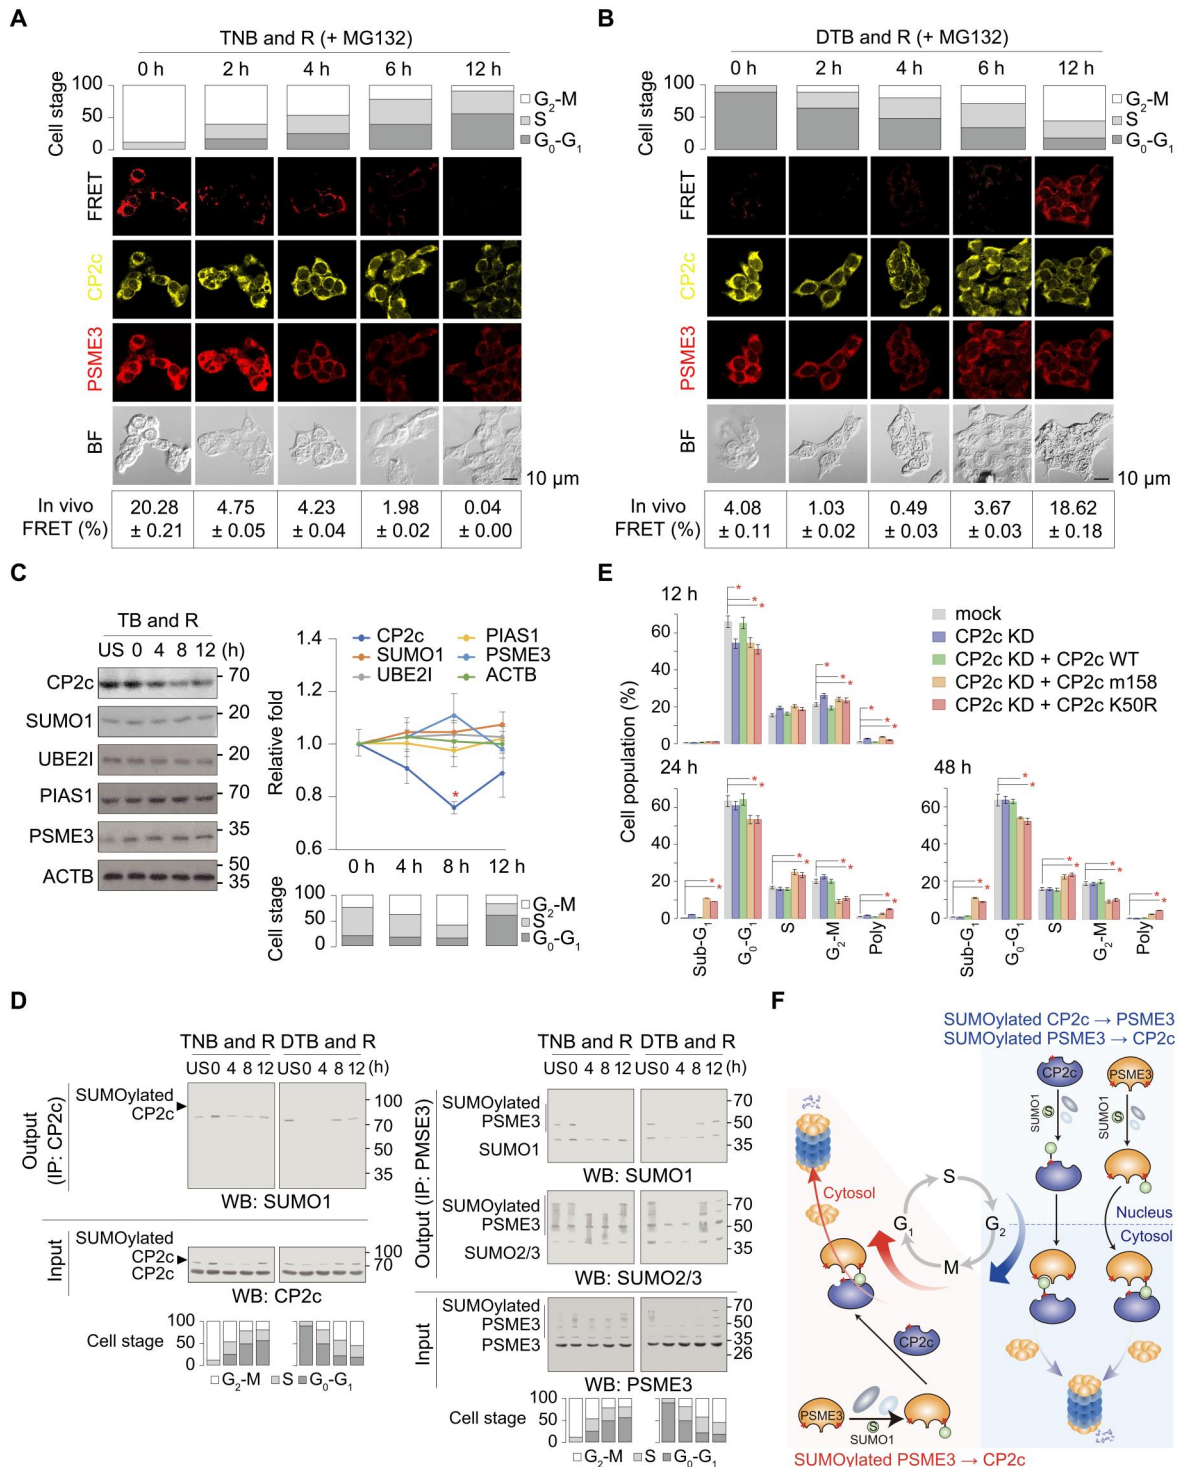 A
TNB and R (+ MG132)
0 h 2 h 4 h 6 h 12 h
Cell stage
100
50
0
G2-M
S
G0-G1
FRET
CP2c
PSME3
BF
10 µm
In vivo FRET (%)
20.28 ± 0.21
4.75 ± 0.05
4.23 ± 0.04
1.98 ± 0.02
0.04 ± 0.00
B
DTB and R (+ MG132)
0 h 2 h 4 h 6 h 12 h
Cell stage
100
50
0
G2-M
S
G0-G1
FRET
CP2c
PSME3
BF
10 µm
In vivo FRET (%)
4.08 ± 0.11
1.03 ± 0.02
0.49 ± 0.03
3.67 ± 0.03
18.62 ± 0.18
C
TB and R
US 0 4 8 12 (h)
CP2c 70
SUMO1 20
UBE2I 20
PIAS1 70
PSME3 35
ACTB 50
35
Relative fold
1.4
1.2
1.0
0.8
0.6
CP2c PIAS1
SUMO1 PSME3
UBE2I ACTB
*
0 h 4 h 8 h 12 h
Cell stage
100
50
0
G2-M
S
G0-G1
E
12 h
mock
CP2c KD
CP2c KD + CP2c WT
CP2c KD + CP2c m158
CP2c KD + CP2c K50R
Cell population (%)
60
40
20
0
24 h
60
40
20
0
Sub-G1 G0-G1 S G2-M Poly
48 h
60
40
20
0
Sub-G1 G0-G1 S G2-M Poly
D
TNB and R DTB and R
US 0 4 8 12 0 4 8 12 (h)
Output (IP: CP2c)
SUMOylated CP2c
100
70
50
35
WB: SUMO1
Input
SUMOylated CP2c
CP2c
100
70
WB: CP2c
Cell stage
100
50
0
G2-M S G0-G1
TNB and R DTB and R
US 0 4 8 12 0 4 8 12 (h)
Output (IP: PMSE3)
SUMOylated PSME3
SUMO1
70
50
35
WB: SUMO1
SUMOylated PSME3
SUMO2/3
70
50
35
WB: SUMO2/3
Input
SUMOylated PSME3
PSME3
70
50
35
26
WB: PSME3
Cell stage
100
50
0
G2-M S G0-G1
F
SUMOylated CP2c → PSME3
SUMOylated PSME3 → CP2c
CP2c PSME3
SUMO1 S
SUMO1 S
Cytosol
S
G1 G2
M
Nucleus
Cytosol
CP2c
PSME3
S
SUMO1
SUMOylated PSME3 → CP2c